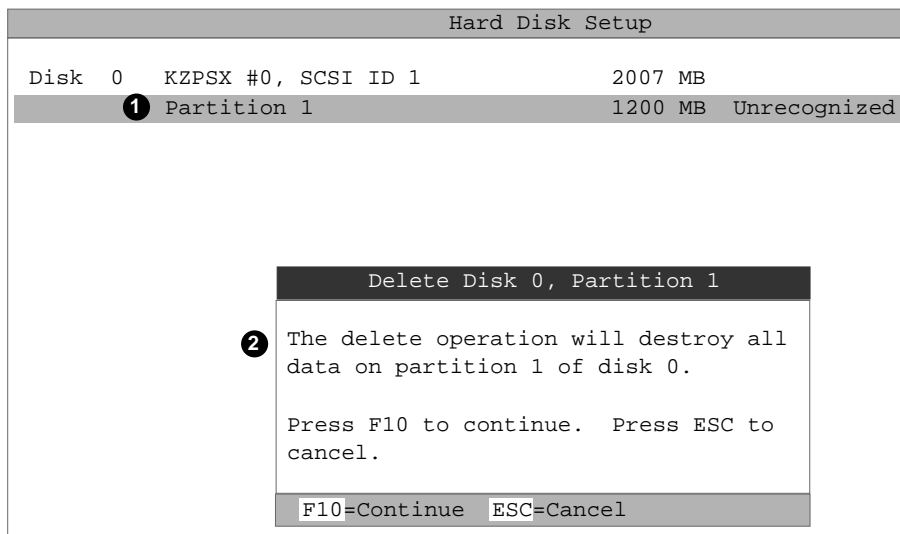 Hard Disk Setup
Disk 0 KZPSX #0, SCSI ID 1 2007 MB
1 Partition 1 1200 MB Unrecognized
Delete Disk 0, Partition 1
2 The delete operation will destroy all
data on partition 1 of disk 0.
Press F10 to continue. Press ESC to
cancel.
F10=Continue ESC=Cancel